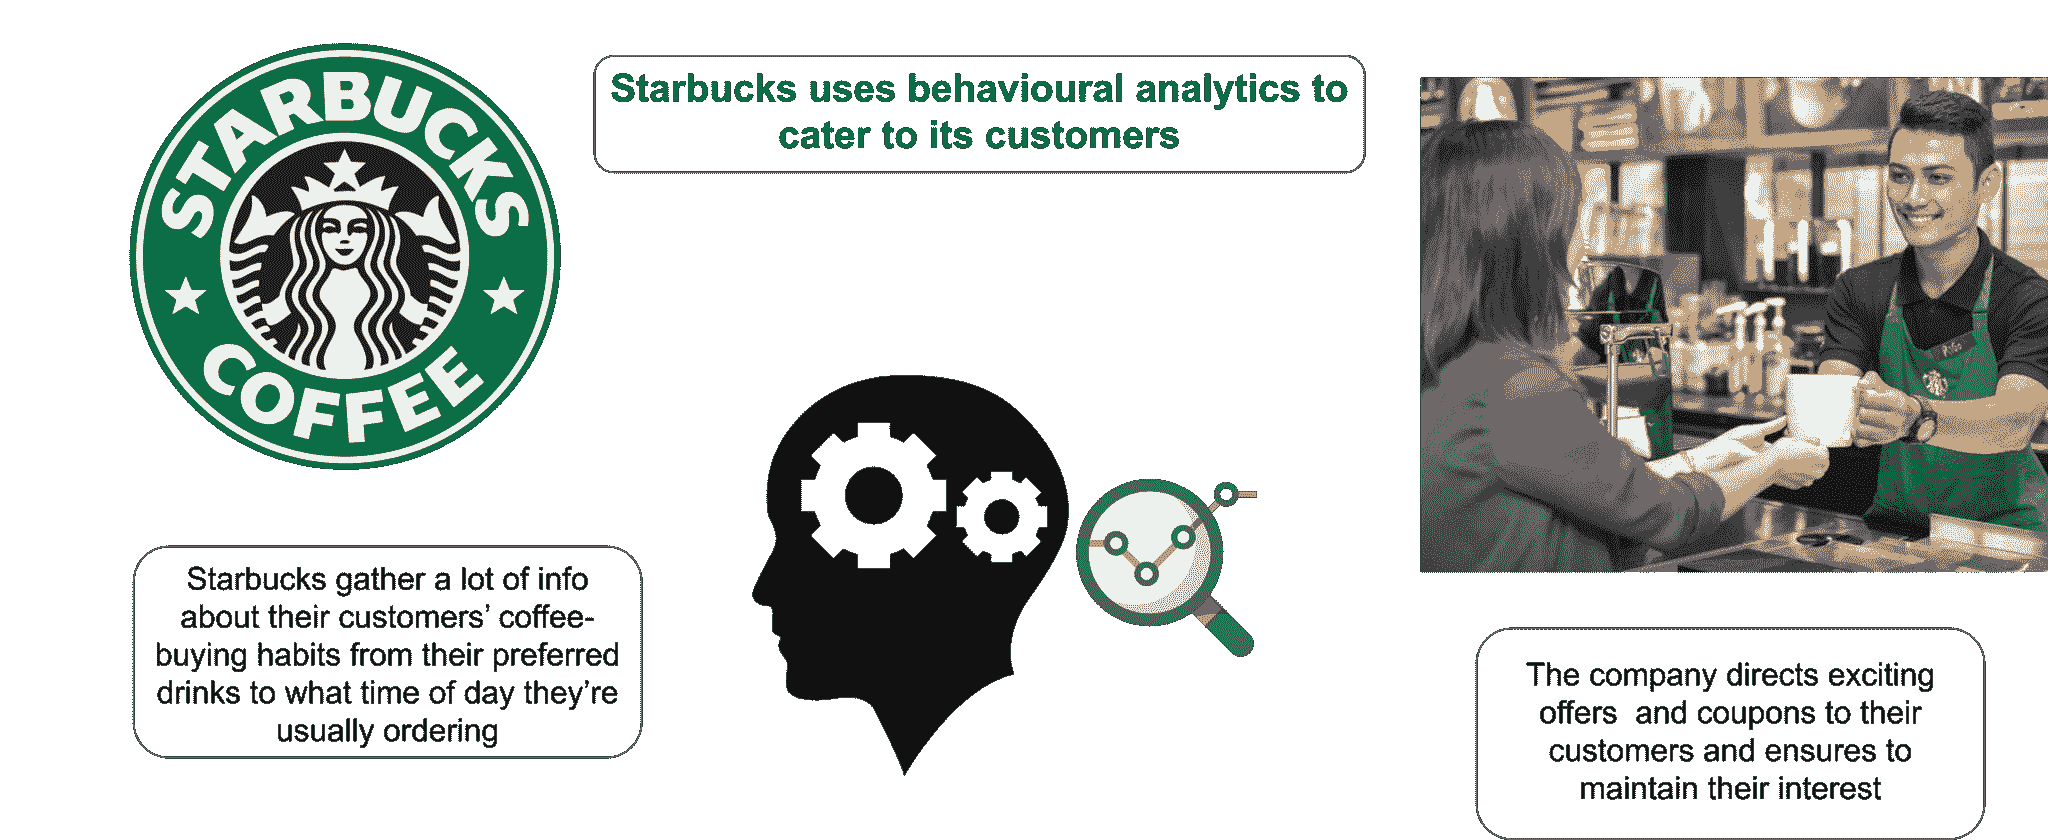 STARBUCKS
COFFEE
Starbucks uses behavioural analytics to
cater to its customers
Starbucks gather a lot of info
about their customers’ coffee-
buying habits from their preferred
drinks to what time of day they’re
usually ordering
The company directs exciting
offers  and coupons to their
customers and ensures to
maintain their interest